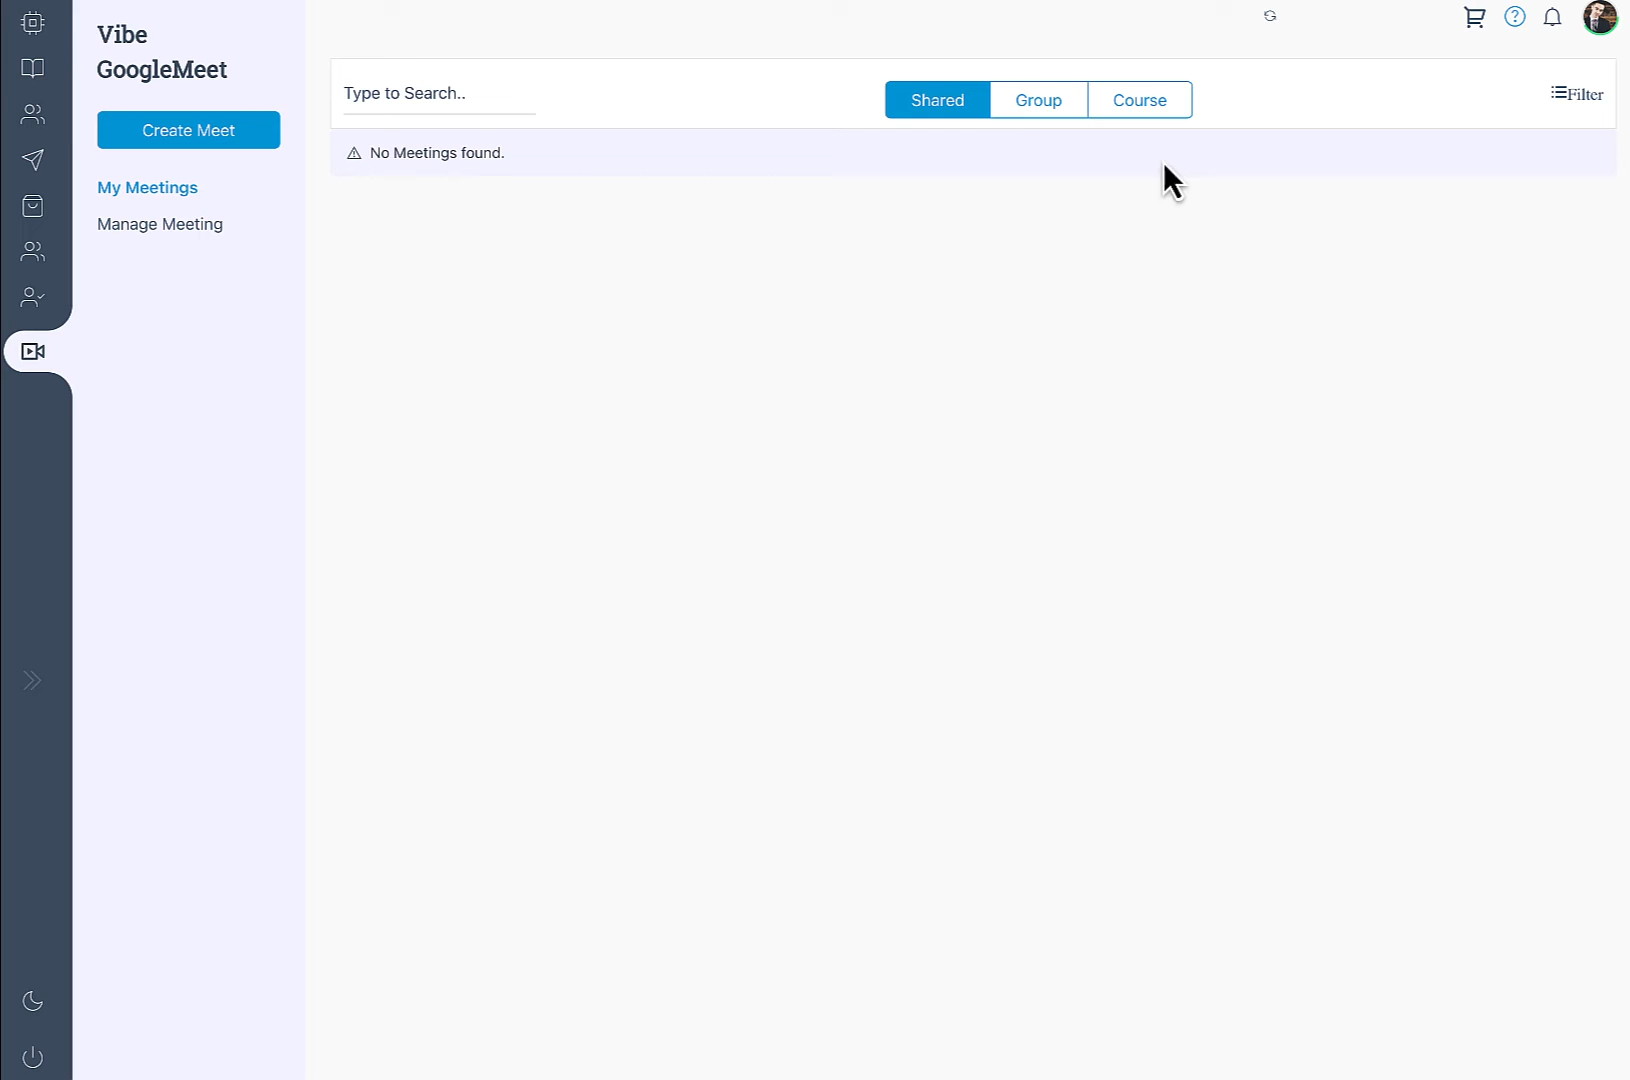 Vibe
GoogleMeet
Create Meet
My Meetings
Manage Meeting
Type to Search..
Shared
Group
Course
Filter
No Meetings found.